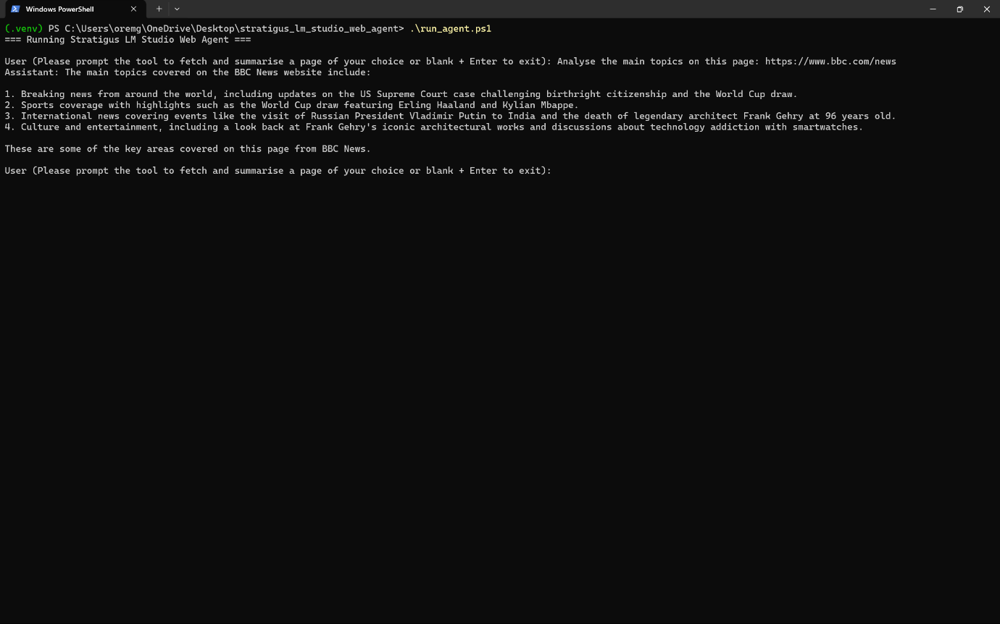 Windows PowerShell
(.venv) PS C:\Users\oremg\OneDrive\Desktop\stratigus_lm_studio_web_agent> .\run_agent.ps1
=== Running Stratigus LM Studio Web Agent ===
User (Please prompt the tool to fetch and summarise a page of your choice or blank + Enter to exit): Analyse the main topics on this page: https://www.bbc.com/news
Assistant: The main topics covered on the BBC News website include:
1. Breaking news from around the world, including updates on the US Supreme Court case challenging birthright citizenship and the World Cup draw.
2. Sports coverage with highlights such as the World Cup draw featuring Erling Haaland and Kylian Mbappe.
3. International news covering events like the visit of Russian President Vladimir Putin to India and the death of legendary architect Frank Gehry at 96 years old.
4. Culture and entertainment, including a look back at Frank Gehry's iconic architectural works and discussions about technology addiction with smartwatches.
These are some of the key areas covered on this page from BBC News.
User (Please prompt the tool to fetch and summarise a page of your choice or blank + Enter to exit):